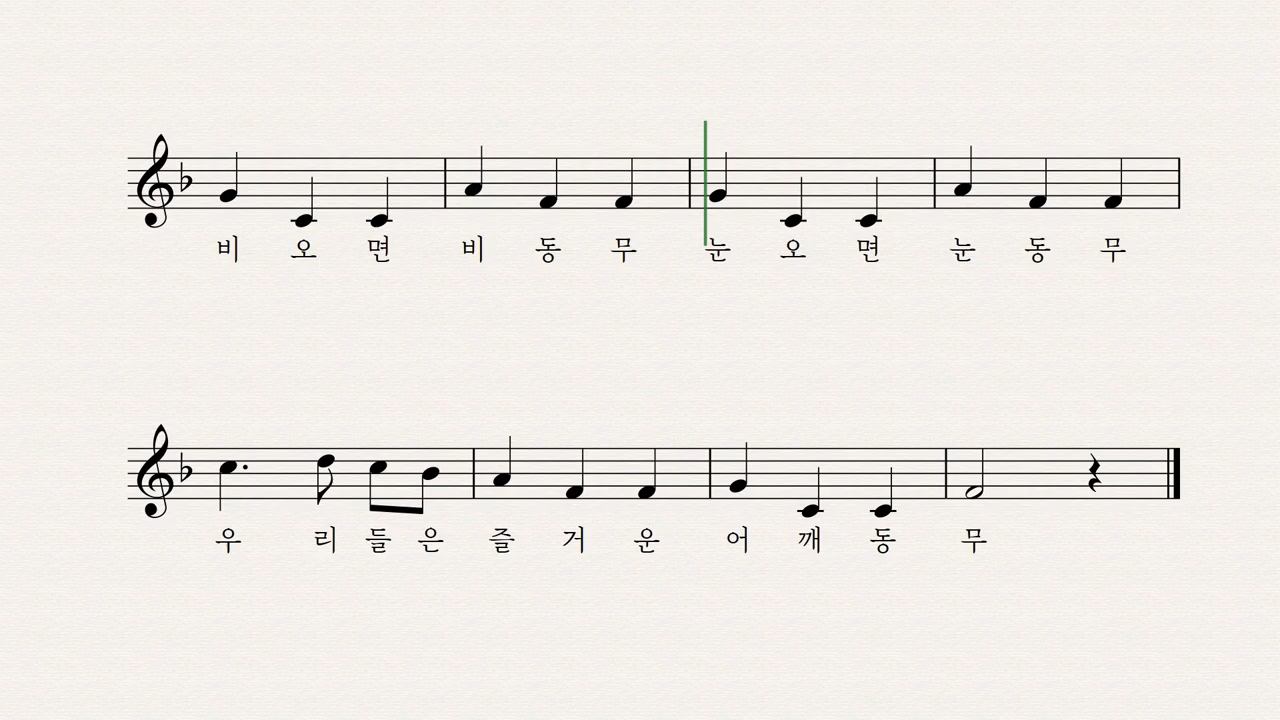 비 오 면 비 동 무 눈 오 면 눈 동 무
우 리 들 은 즐 거 운 어 깨 동 무